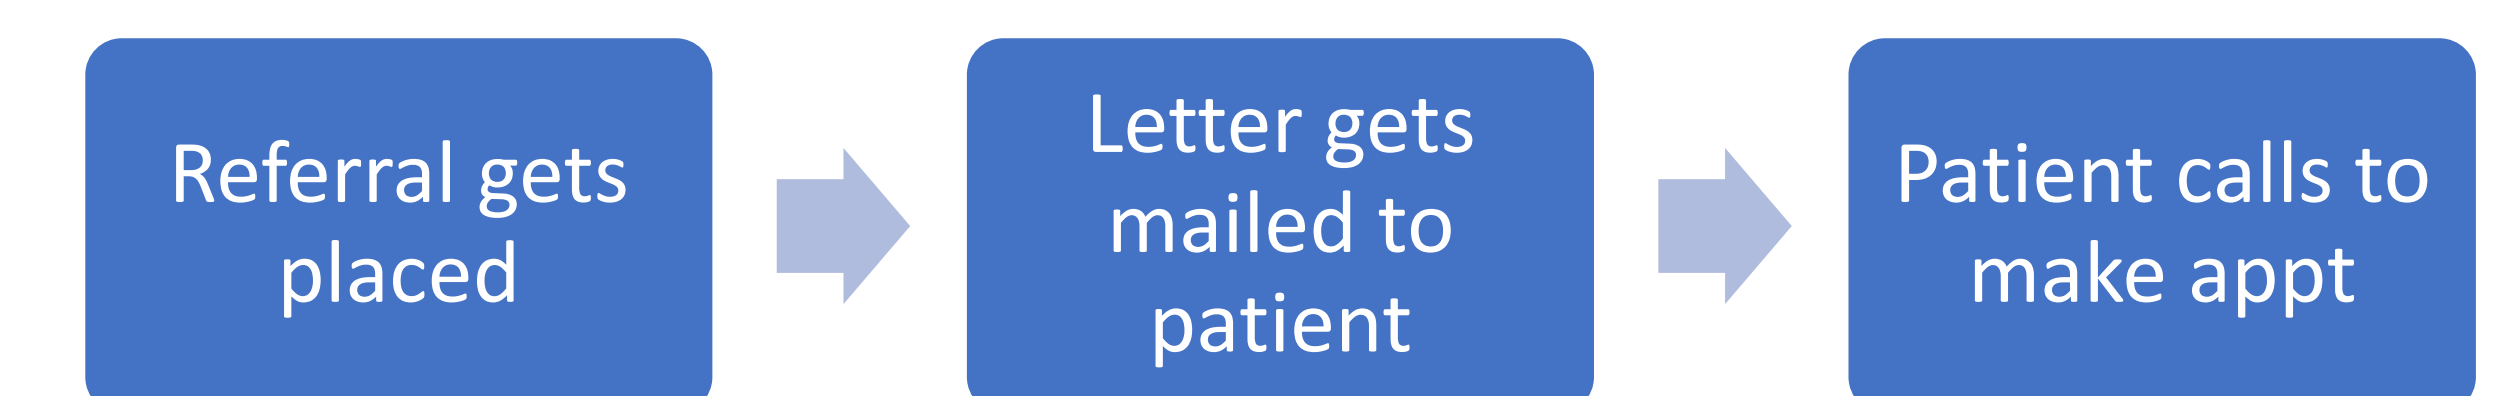 Referral gets
placed
Letter gets
mailed to
patient
Patient calls to
make appt